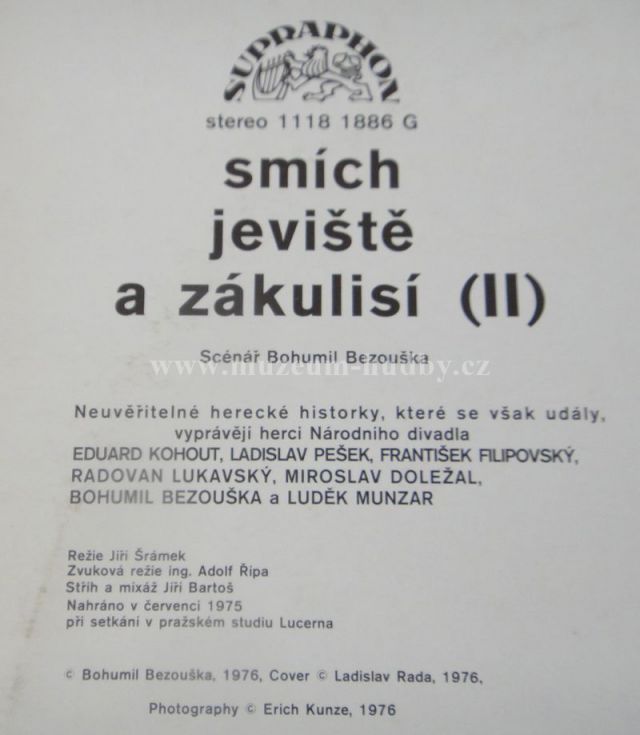 SUPRAPHON
stereo 1118 1886 G
smích
jeviště
a zákulisí (II)
Scénář Bohumil Bezouška
www.muzeum-hudby.cz
Neuvěřitelné herecké historky, které se však udály,
vyprávějí herci Národního divadla
EDUARD KOHOUT, LADISLAV PEŠEK, FRANTIŠEK FILIPOVSKÝ,
RADOVAN LUKAVSKÝ, MIROSLAV DOLEŽAL,
BOHUMIL BEZOUŠKA a LUDĚK MUNZAR
Režie Jiří Šrámek
Zvuková režie ing. Adolf Řípa
Střih a mixáž Jiří Bartoš
Nahráno v červenci 1975
při setkání v pražském studiu Lucerna
© Bohumil Bezouška, 1976, Cover © Ladislav Rada, 1976,
Photography © Erich Kunze, 1976